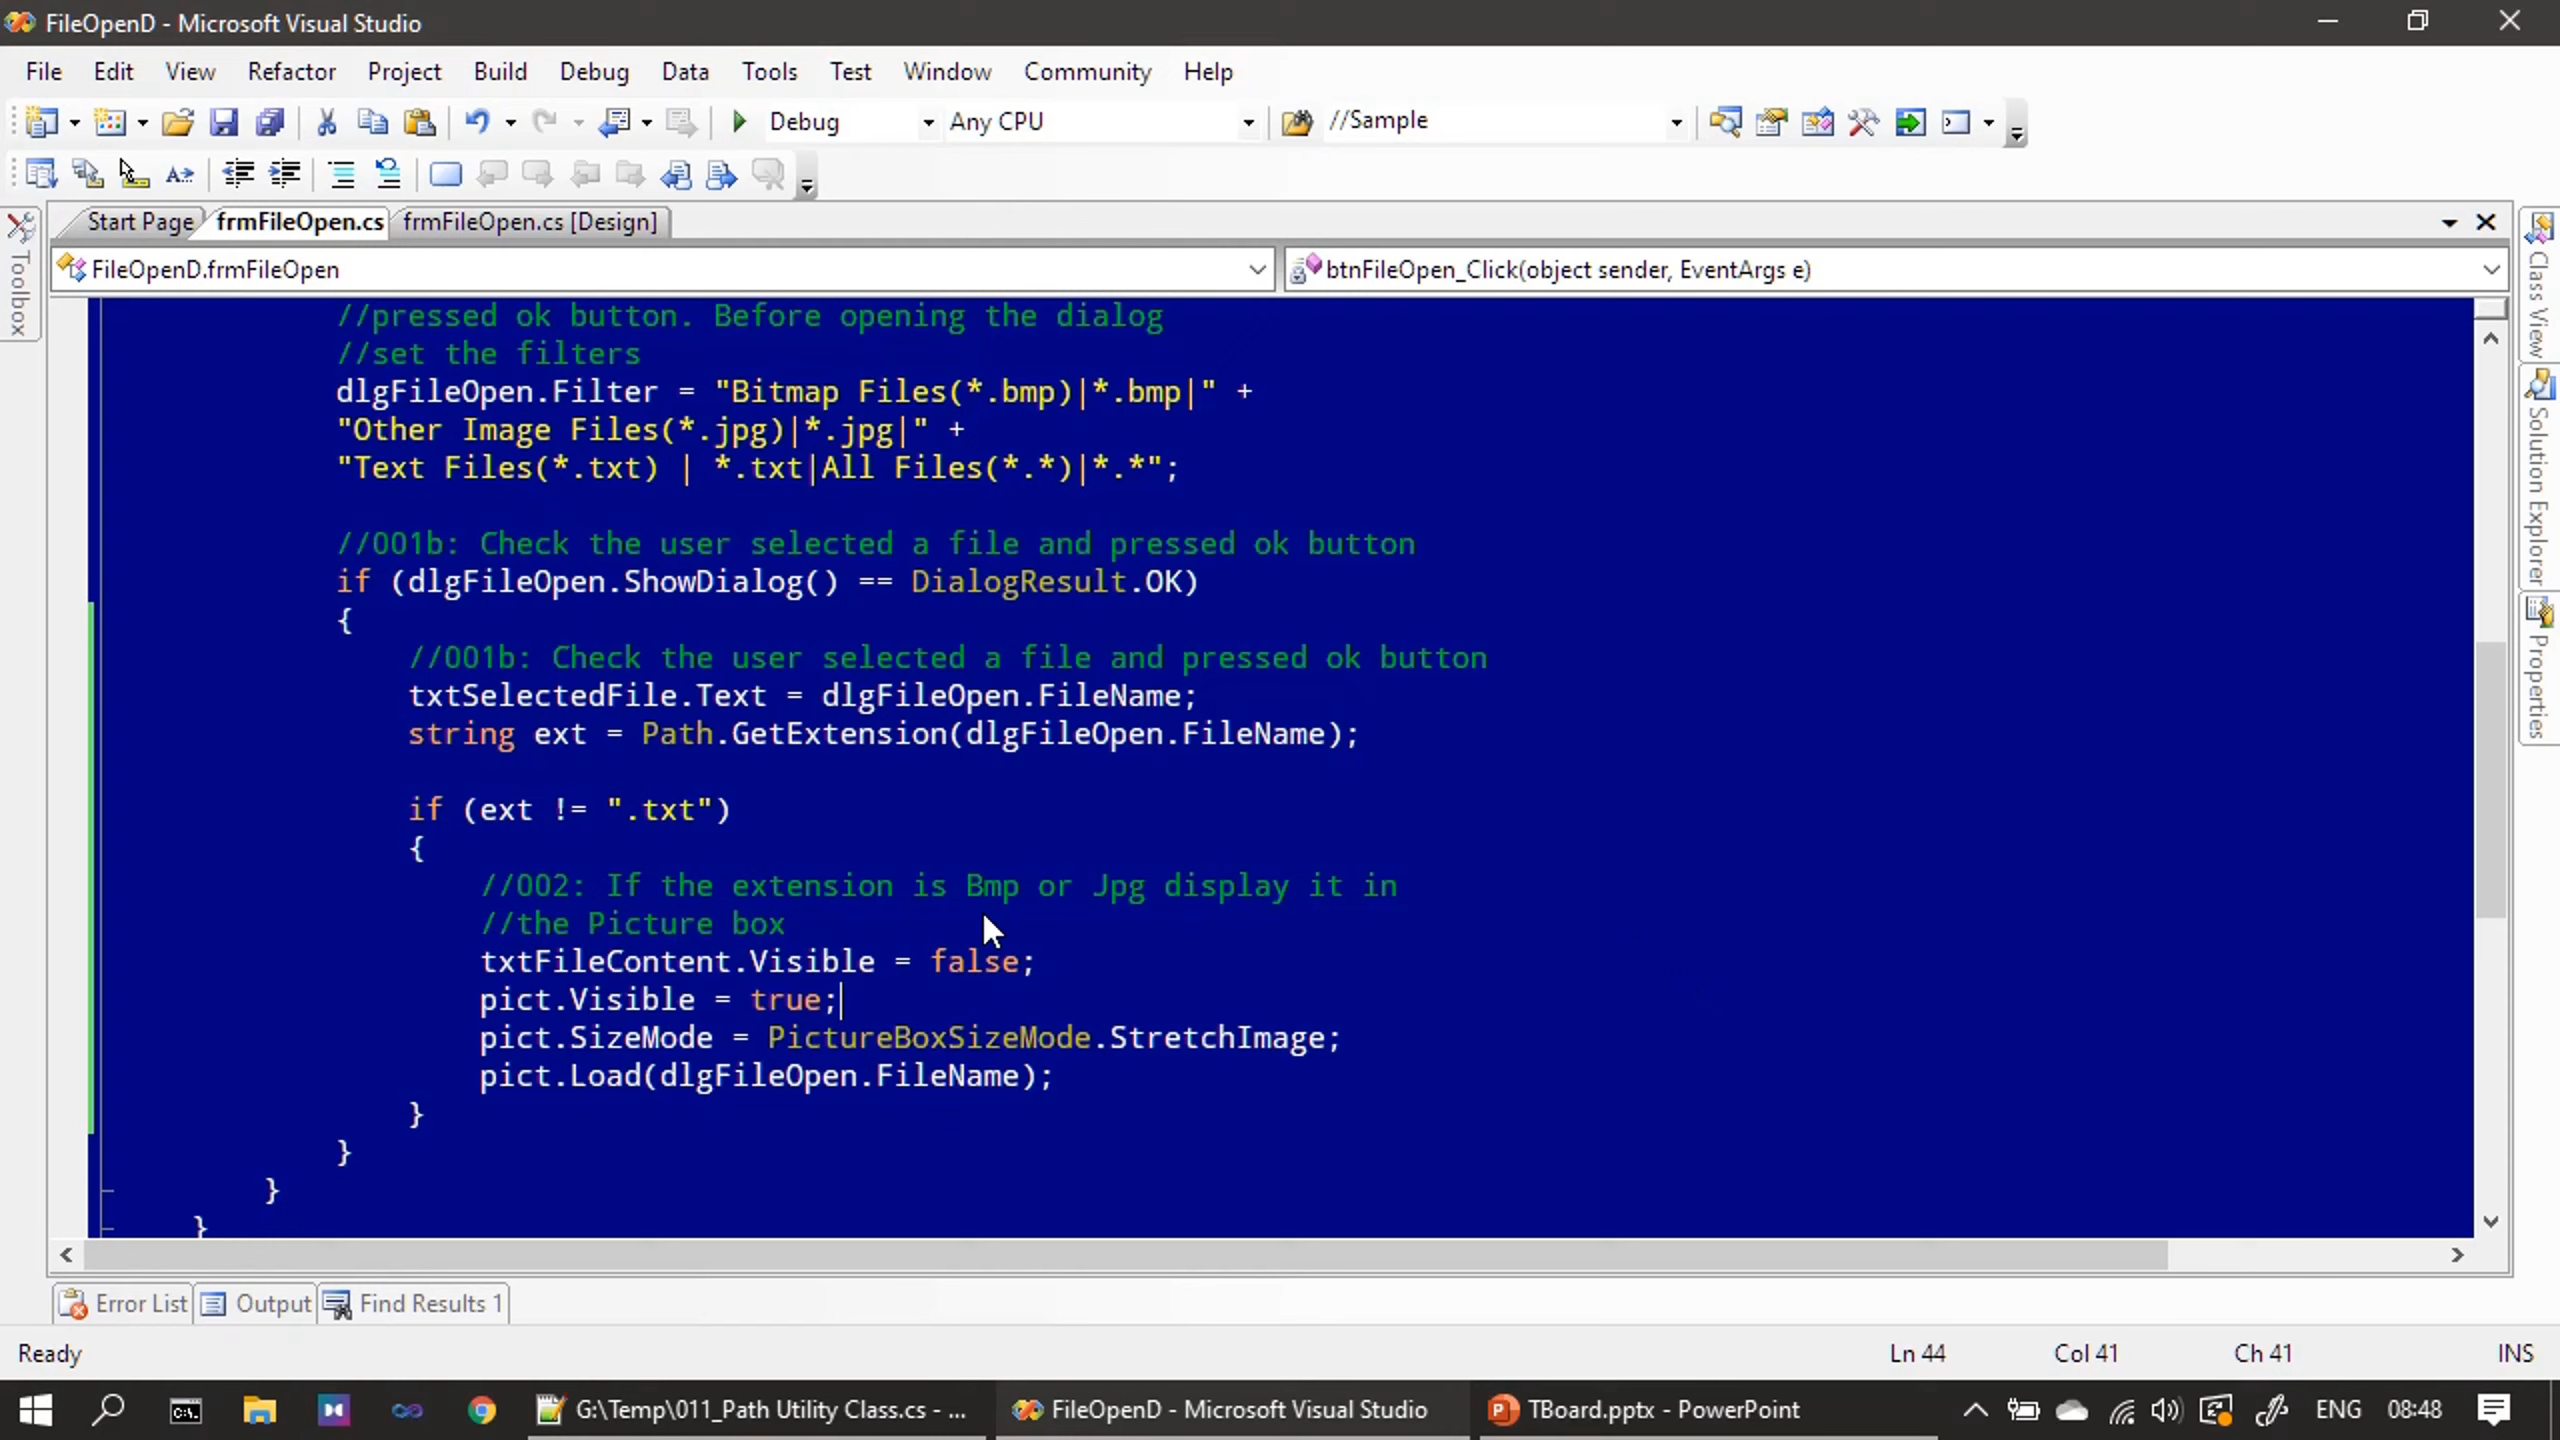 FileOpenD - Microsoft Visual Studio
File Edit View Refactor Project Build Debug Data Tools Test Window Community Help
Debug Any CPU //Sample
Start Page frmFileOpen.cs frmFileOpen.cs [Design]
FileOpenD.frmFileOpen btnFileOpen_Click(object sender, EventArgs e)
Toolbox
Class View
Solution Explorer
Properties
//pressed ok button. Before opening the dialog
//set the filters
dlgFileOpen.Filter = "Bitmap Files(*.bmp)|*.bmp|" +
"Other Image Files(*.jpg)|*.jpg|" +
"Text Files(*.txt) | *.txt|All Files(*.*)|*.*";
//001b: Check the user selected a file and pressed ok button
if (dlgFileOpen.ShowDialog() == DialogResult.OK)
{
//001b: Check the user selected a file and pressed ok button
txtSelectedFile.Text = dlgFileOpen.FileName;
string ext = Path.GetExtension(dlgFileOpen.FileName);
if (ext != ".txt")
{
//002: If the extension is Bmp or Jpg display it in
//the Picture box
txtFileContent.Visible = false;
pict.Visible = true;
pict.SizeMode = PictureBoxSizeMode.StretchImage;
pict.Load(dlgFileOpen.FileName);
}
}
}
}
Error List Output Find Results 1
Ready Ln 44 Col 41 Ch 41 INS
G:\Temp\011_Path Utility Class.cs - ... FileOpenD - Microsoft Visual Studio TBoard.pptx - PowerPoint ENG 08:48